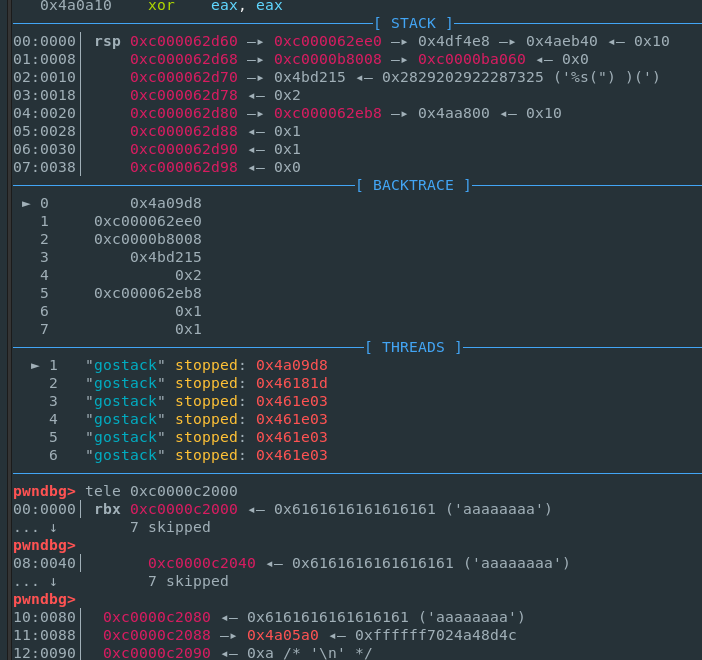 0x4a0a10    xor    eax, eax
[ STACK ]
00:0000│ rsp 0xc000062d60 —▸ 0xc000062ee0 —▸ 0x4df4e8 —▸ 0x4aeb40 ◂— 0x10
01:0008│     0xc000062d68 —▸ 0xc0000b8008 —▸ 0xc0000ba060 ◂— 0x0
02:0010│     0xc000062d70 —▸ 0x4bd215 ◂— 0x2829202922287325 ('%s(") )(')
03:0018│     0xc000062d78 ◂— 0x2
04:0020│     0xc000062d80 —▸ 0xc000062eb8 —▸ 0x4aa800 ◂— 0x10
05:0028│     0xc000062d88 ◂— 0x1
06:0030│     0xc000062d90 ◂— 0x1
07:0038│     0xc000062d98 ◂— 0x0
[ BACKTRACE ]
► 0         0x4a09d8
1     0xc000062ee0
2     0xc0000b8008
3         0x4bd215
4              0x2
5     0xc000062eb8
6              0x1
7              0x1
[ THREADS ]
► 1   "gostack" stopped: 0x4a09d8
2   "gostack" stopped: 0x46181d
3   "gostack" stopped: 0x461e03
4   "gostack" stopped: 0x461e03
5   "gostack" stopped: 0x461e03
6   "gostack" stopped: 0x461e03
pwndbg> tele 0xc0000c2000
00:0000│ rbx 0xc0000c2000 ◂— 0x6161616161616161 ('aaaaaaaa')
... ↓        7 skipped
pwndbg>
08:0040│       0xc0000c2040 ◂— 0x6161616161616161 ('aaaaaaaa')
... ↓          7 skipped
pwndbg>
10:0080│  0xc0000c2080 ◂— 0x6161616161616161 ('aaaaaaaa')
11:0088│  0xc0000c2088 —▸ 0x4a05a0 ◂— 0xffffff7024a48d4c
12:0090│  0xc0000c2090 ◂— 0xa /* '\n' */